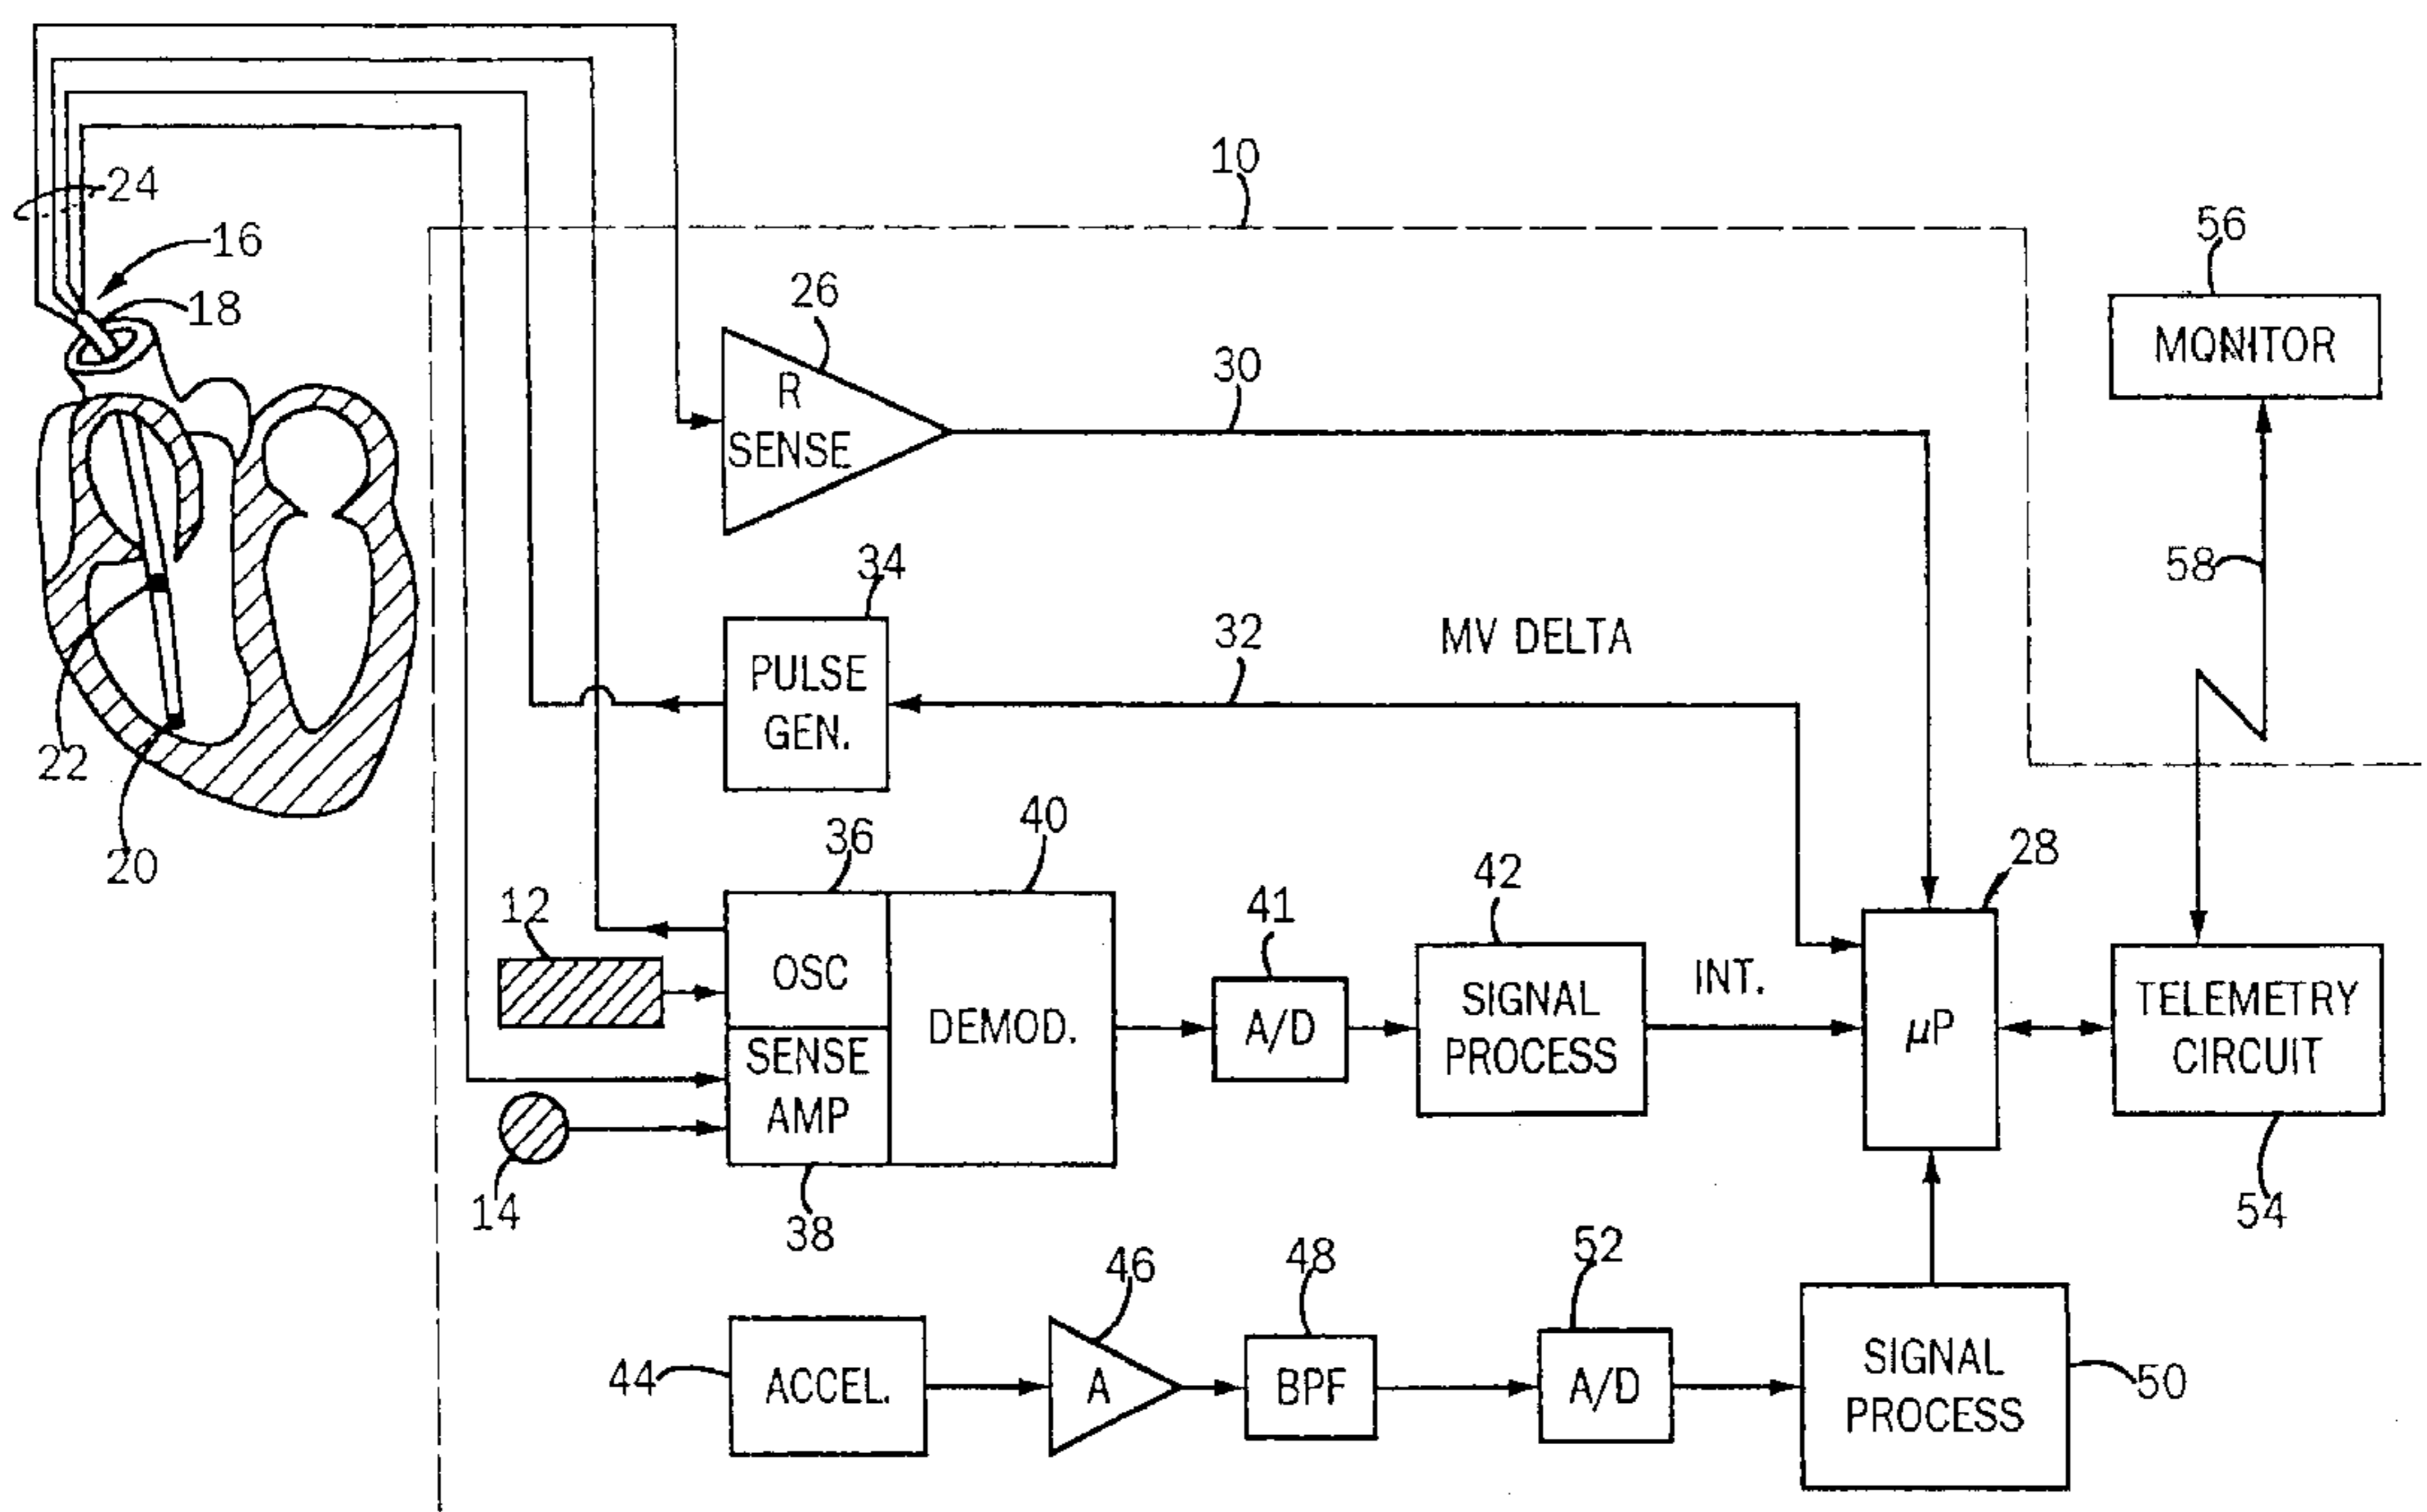 24
10
16
56
18
26
MONITOR
30
R
SENSE
34
58
32
MV DELTA
PULSE
GEN.
22
20
36
40
28
12
41
42
OSC
INT.
SIGNAL
PROCESS
TELEMETRY
CIRCUIT
DEMOD.
A/D
μP
SENSE
AMP
14
38
54
46
48
52
44
ACCEL.
A
BPF
A/D
SIGNAL
PROCESS
50